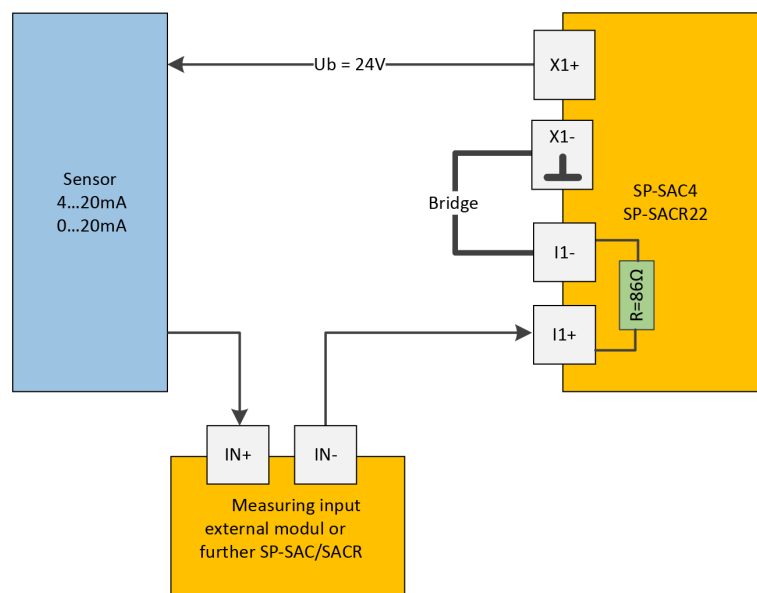 Ub = 24V
X1+
X1-
Sensor
4...20mA
0...20mA
SP-SAC4
SP-SACR22
Bridge
I1-
R=86Ω
I1+
IN+
IN-
Measuring input
external modul or
further SP-SAC/SACR